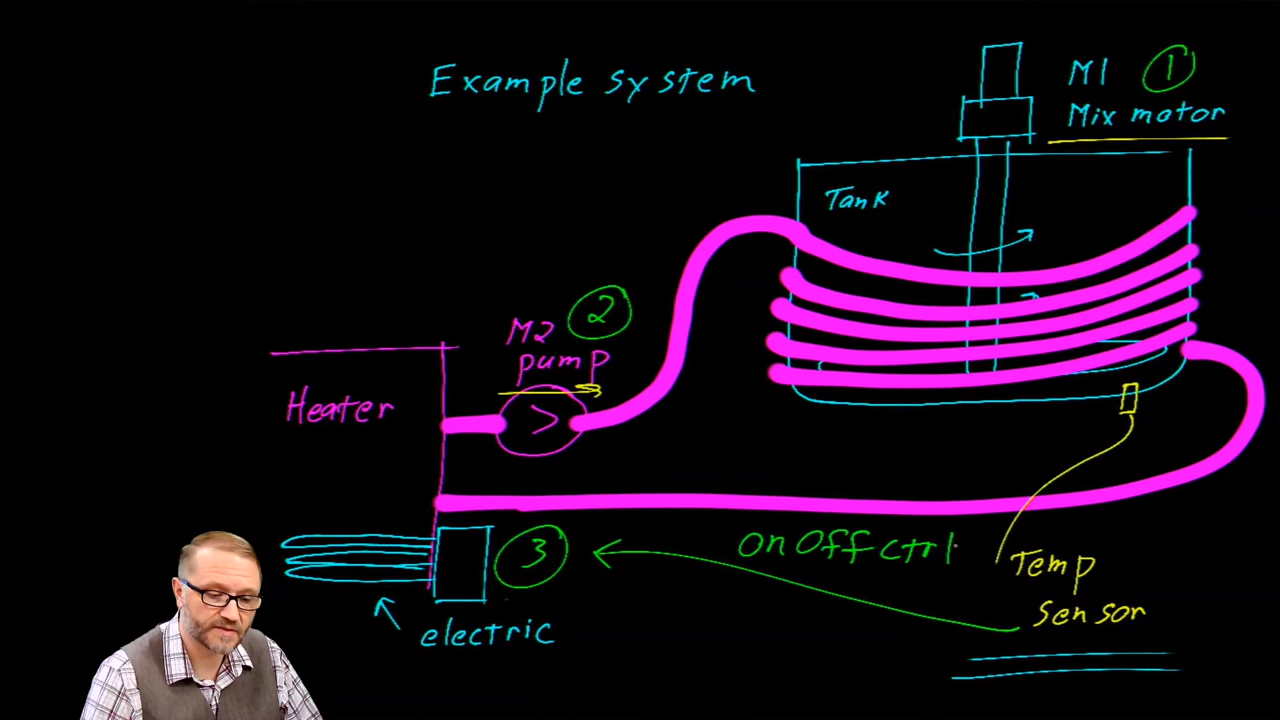 Example system
M1 1
Mix motor
Tank
M2 2
pump
>
Heater
3
On Off ctrl
Temp
sensor
electric